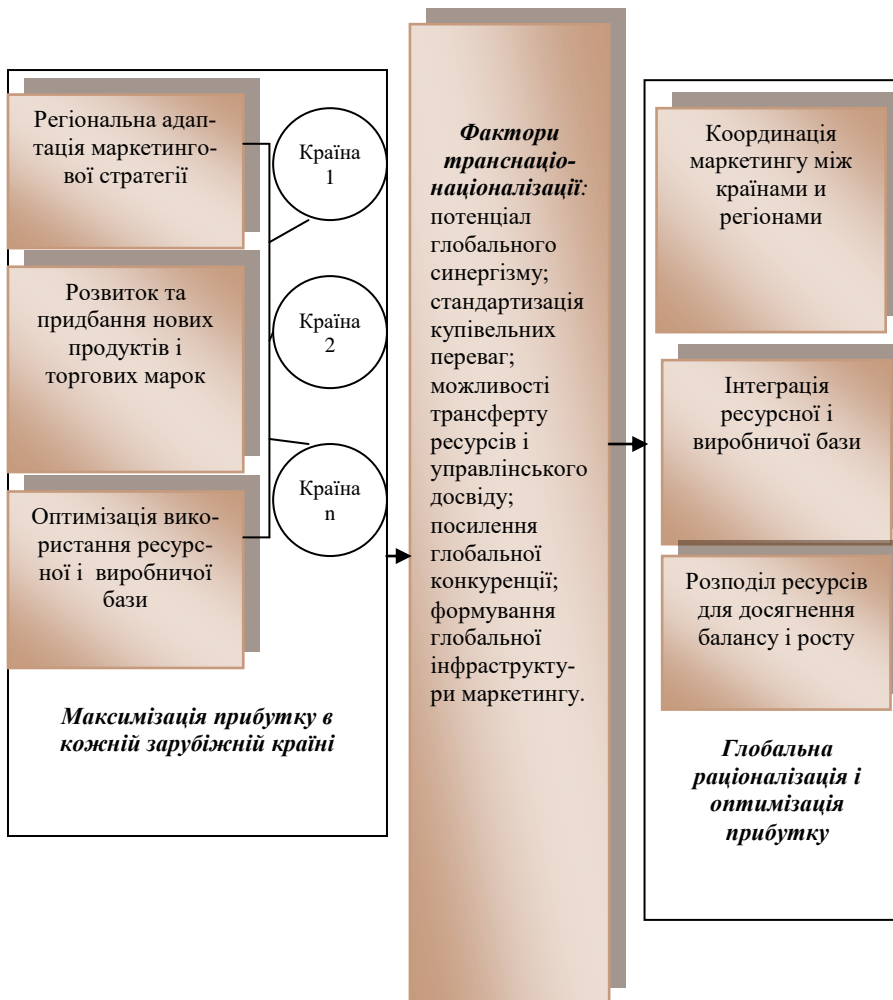 Регіональна адап-
тація маркетинго-
вої стратегії
Розвиток та
придбання нових
продуктів і
торгових марок
Оптимізація вико-
ристання ресурс-
ної і виробничої
бази
Країна
1
Країна
2
Країна
n
Максимізація прибутку в
кожній зарубіжній країні
Фактори
транснаціо-
націоналізації:
потенціал
глобального
синергізму;
стандартизація
купівельних
переваг;
можливості
трансферту
ресурсів і
управлінського
досвіду;
посилення
глобальної
конкуренції;
формування
глобальної
інфраструкту-
ри маркетингу.
Координація
маркетингу між
країнами и
регіонами
Інтеграція
ресурсної і
виробничої бази
Розподіл ресурсів
для досягнення
балансу і росту
Глобальна
раціоналізація і
оптимізація
прибутку